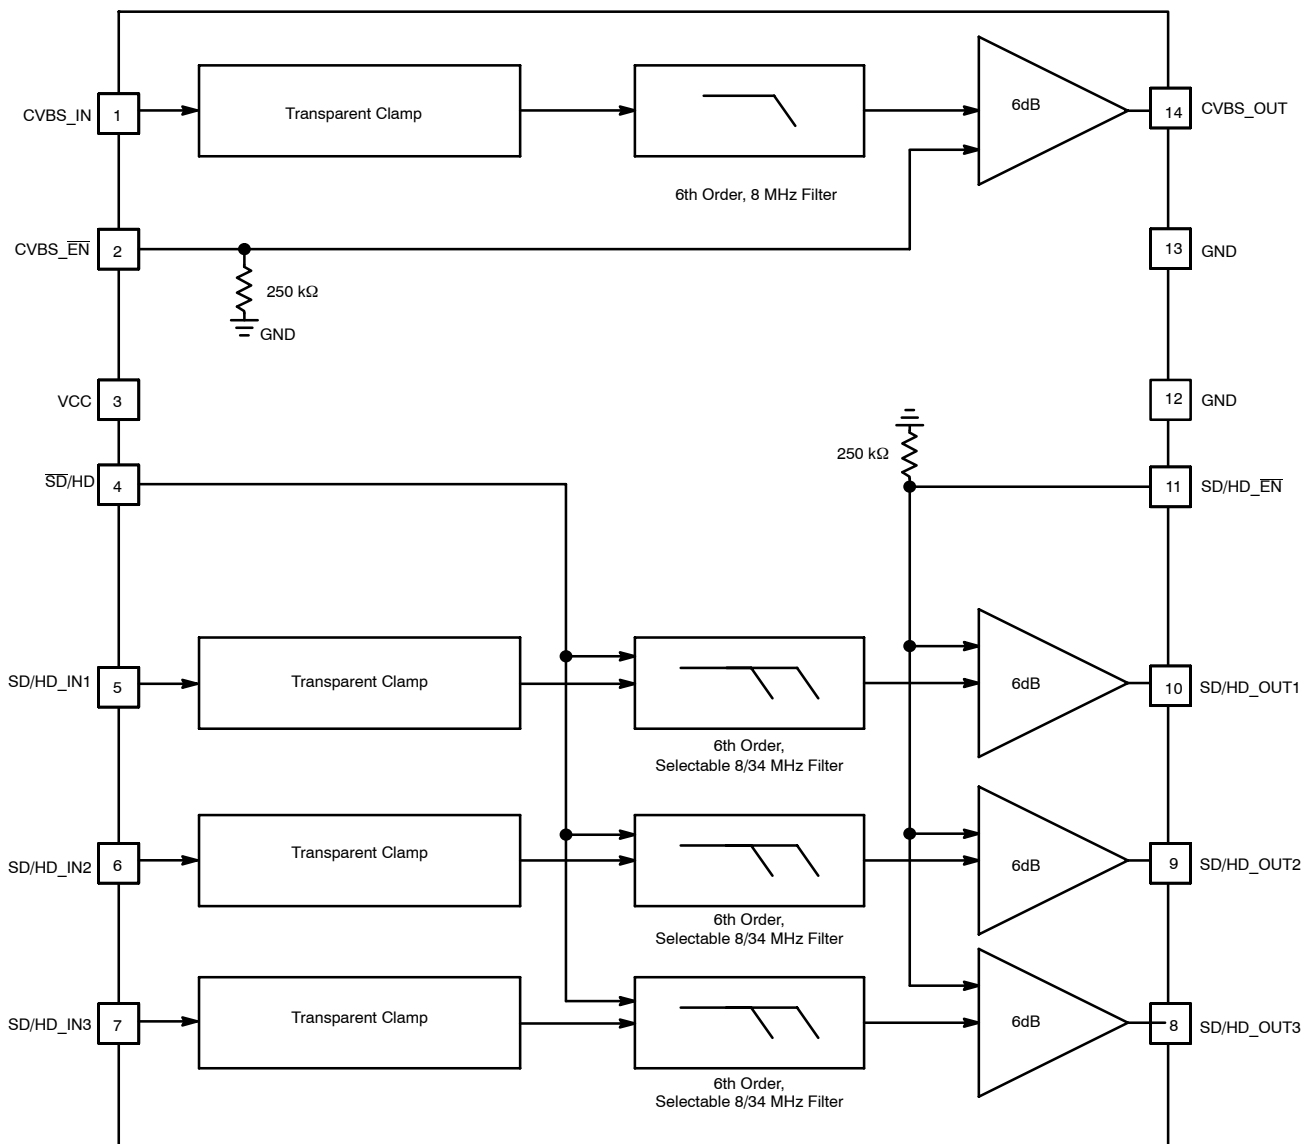 CVBS_IN
1
Transparent Clamp
6dB
14
CVBS_OUT
6th Order, 8 MHz Filter
CVBS_E̅N̅
2
13
GND
250 kΩ
GND
VCC
3
12
GND
250 kΩ
S̅D̅/HD
4
11
SD/HD_E̅N̅
SD/HD_IN1
5
Transparent Clamp
6dB
10
SD/HD_OUT1
6th Order,
Selectable 8/34 MHz Filter
SD/HD_IN2
6
Transparent Clamp
6dB
9
SD/HD_OUT2
6th Order,
Selectable 8/34 MHz Filter
SD/HD_IN3
7
Transparent Clamp
6dB
8
SD/HD_OUT3
6th Order,
Selectable 8/34 MHz Filter